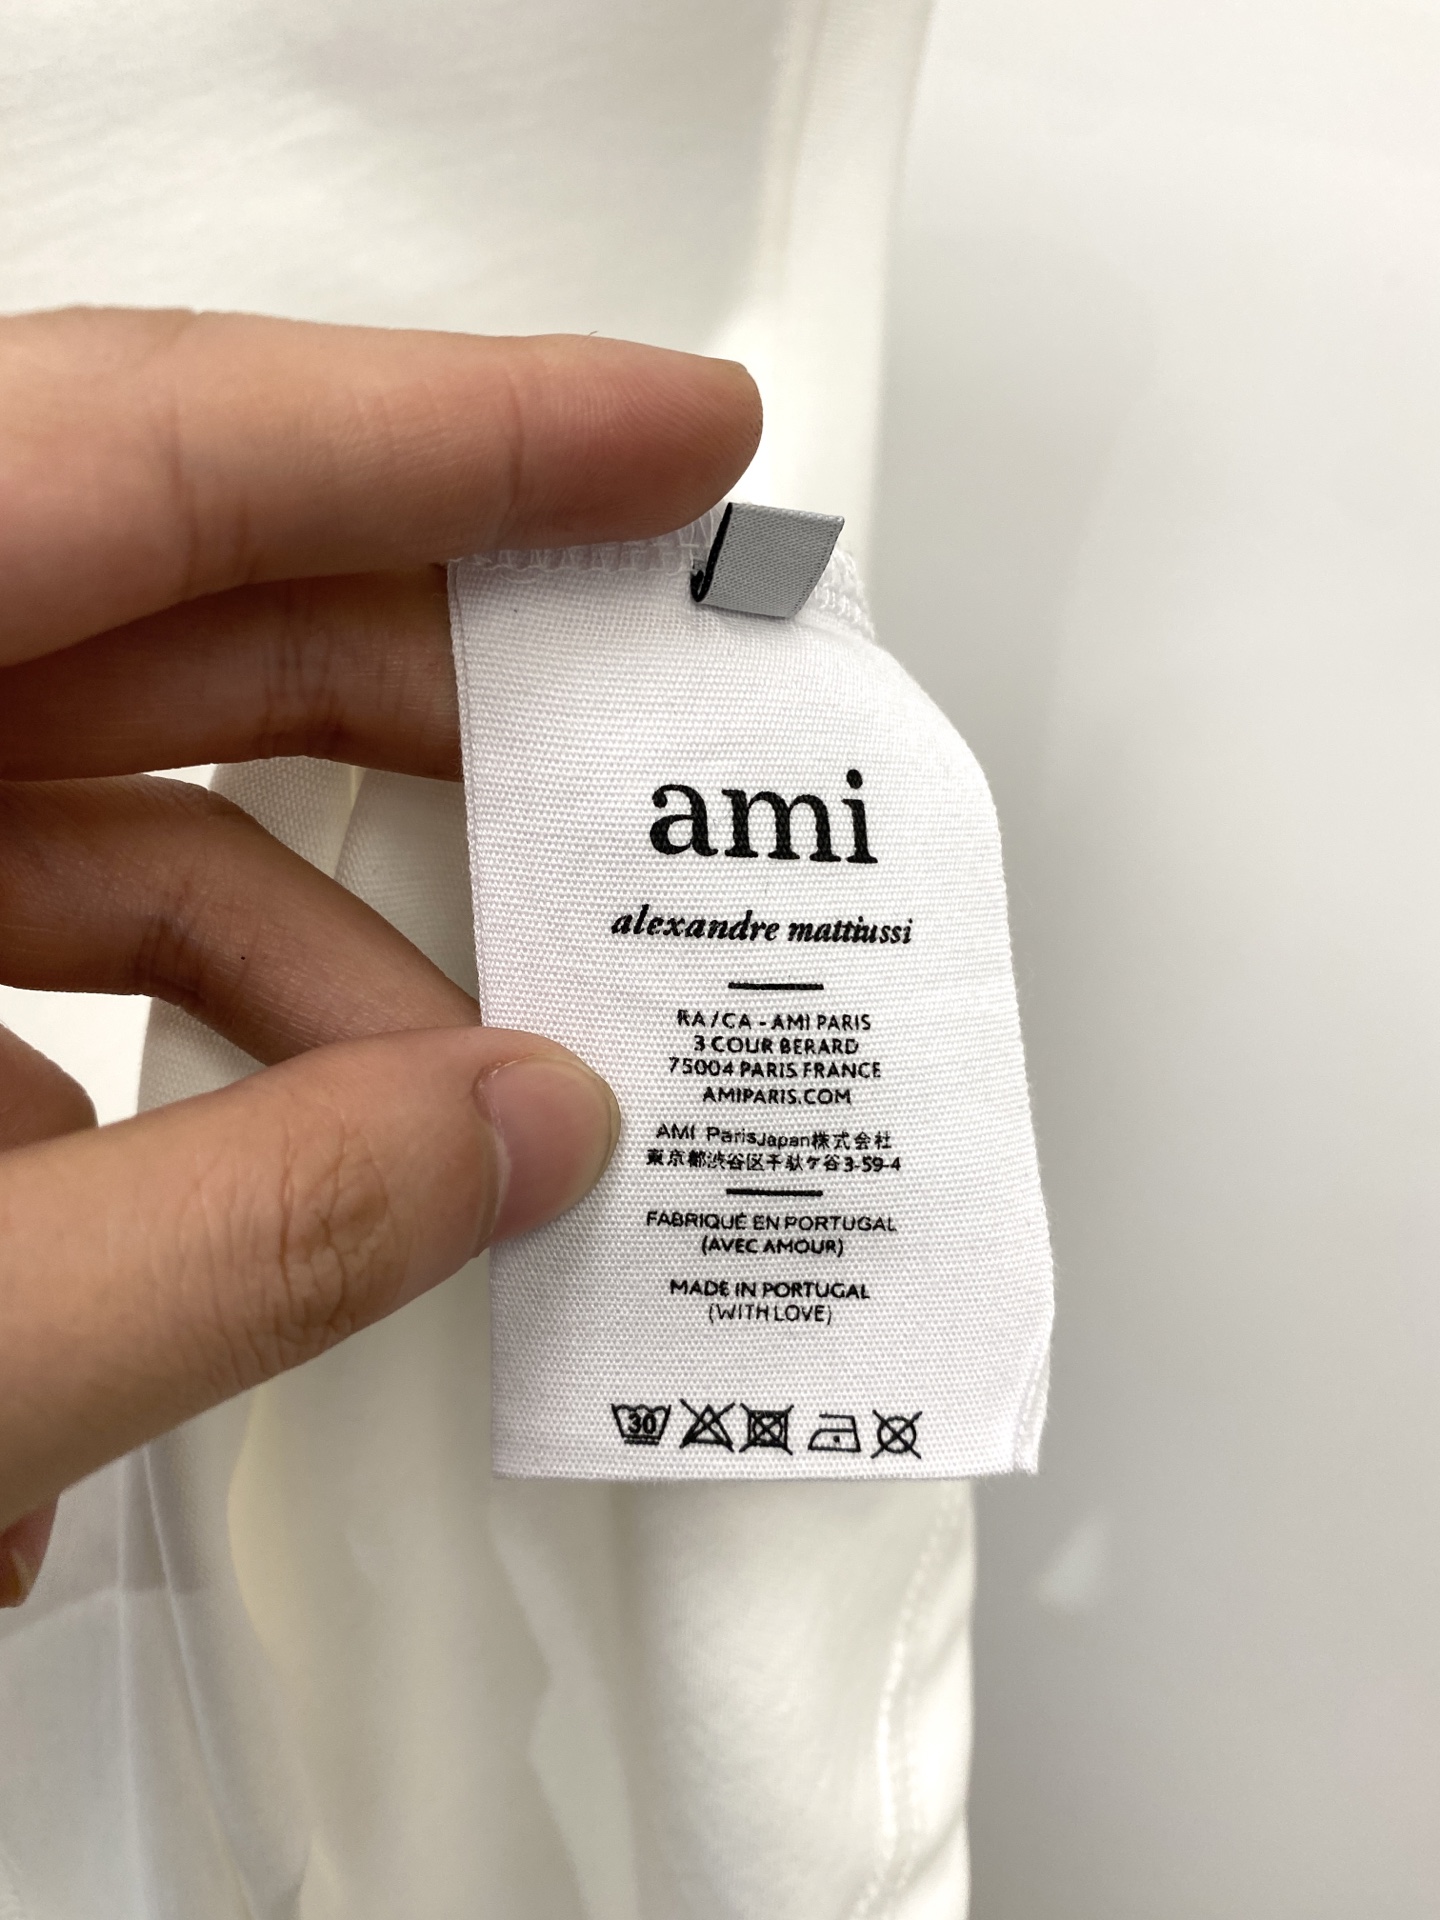 ami
alexandre mattiussi
RA/CA - AMI PARIS
3 COUR BERARD
75004 PARIS FRANCE
AMIPARIS.COM
AMI ParisJapan株式会社
東京都渋谷区千駄ケ谷3-59-4
FABRIQUÉ EN PORTUGAL
(AVEC AMOUR)
MADE IN PORTUGAL
(WITH LOVE)
30